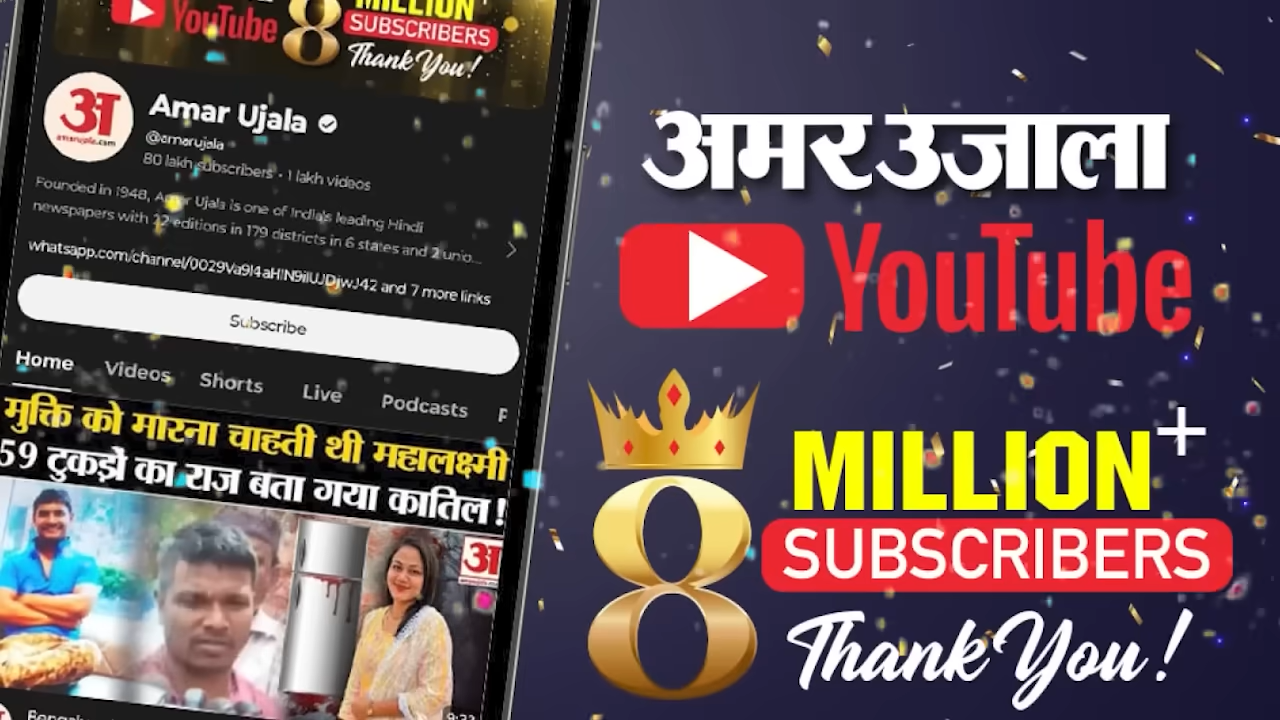 YouTube
8
MILLION
SUBSCRIBERS
Thank You!
अ
amarujala.com
Amar Ujala
@amarujala
80 lakh subscribers • 1 lakh videos
Founded in 1948, Amar Ujala is one of India's leading Hindi
newspapers with 22 editions in 179 districts in 6 states and 2 unio...
and 7 more links
Subscribe
Home Videos Shorts Live Podcasts
मुक्ति को मारना चाहती थी महालक्ष्मी
59 टुकड़ों का राज बता गया कातिल!
अ
9:33
अमर उजाला
YouTube
8
MILLION+
SUBSCRIBERS
Thank You!